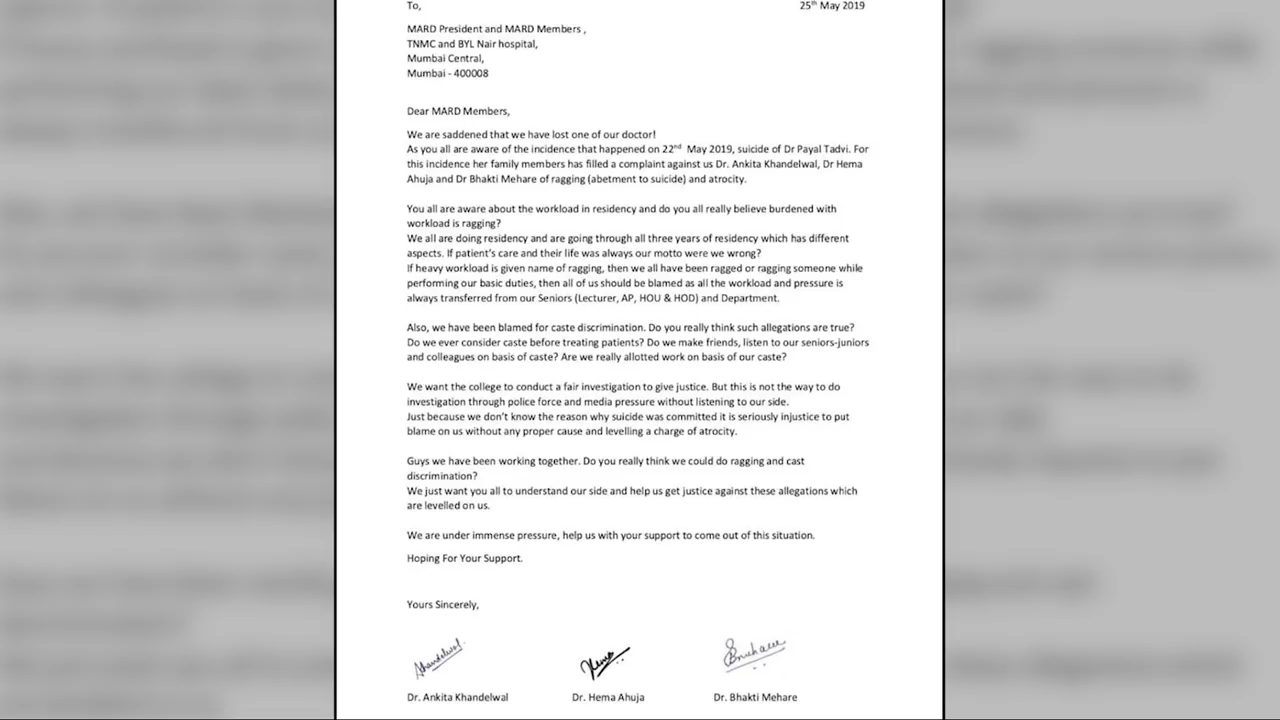 To,
25th May 2019
MARD President and MARD Members ,
TNMC and BYL Nair hospital,
Mumbai Central,
Mumbai - 400008
Dear MARD Members,
We are saddened that we have lost one of our doctor!
As you all are aware of the incidence that happened on 22nd May 2019, suicide of Dr Payal Tadvi. For
this incidence her family members has filled a complaint against us Dr. Ankita Khandelwal, Dr Hema
Ahuja and Dr Bhakti Mehare of ragging (abetment to suicide) and atrocity.
You all are aware about the workload in residency and do you all really believe burdened with
workload is ragging?
We all are doing residency and are going through all three years of residency which has different
aspects. If patient's care and their life was always our motto were we wrong?
If heavy workload is given name of ragging, then we all have been ragged or ragging someone while
performing our basic duties, then all of us should be blamed as all the workload and pressure is
always transferred from our Seniors (Lecturer, AP, HOU & HOD) and Department.
Also, we have been blamed for caste discrimination. Do you really think such allegations are true?
Do we ever consider caste before treating patients? Do we make friends, listen to our seniors-juniors
and colleagues on basis of caste? Are we really allotted work on basis of our caste?
We want the college to conduct a fair investigation to give justice. But this is not the way to do
investigation through police force and media pressure without listening to our side.
Just because we don't know the reason why suicide was committed it is seriously injustice to put
blame on us without any proper cause and levelling a charge of atrocity.
Guys we have been working together. Do you really think we could do ragging and cast
discrimination?
We just want you all to understand our side and help us get justice against these allegations which
are levelled on us.
We are under immense pressure, help us with your support to come out of this situation.
Hoping For Your Support.
Yours Sincerely,
Dr. Ankita Khandelwal
Dr. Hema Ahuja
Dr. Bhakti Mehare